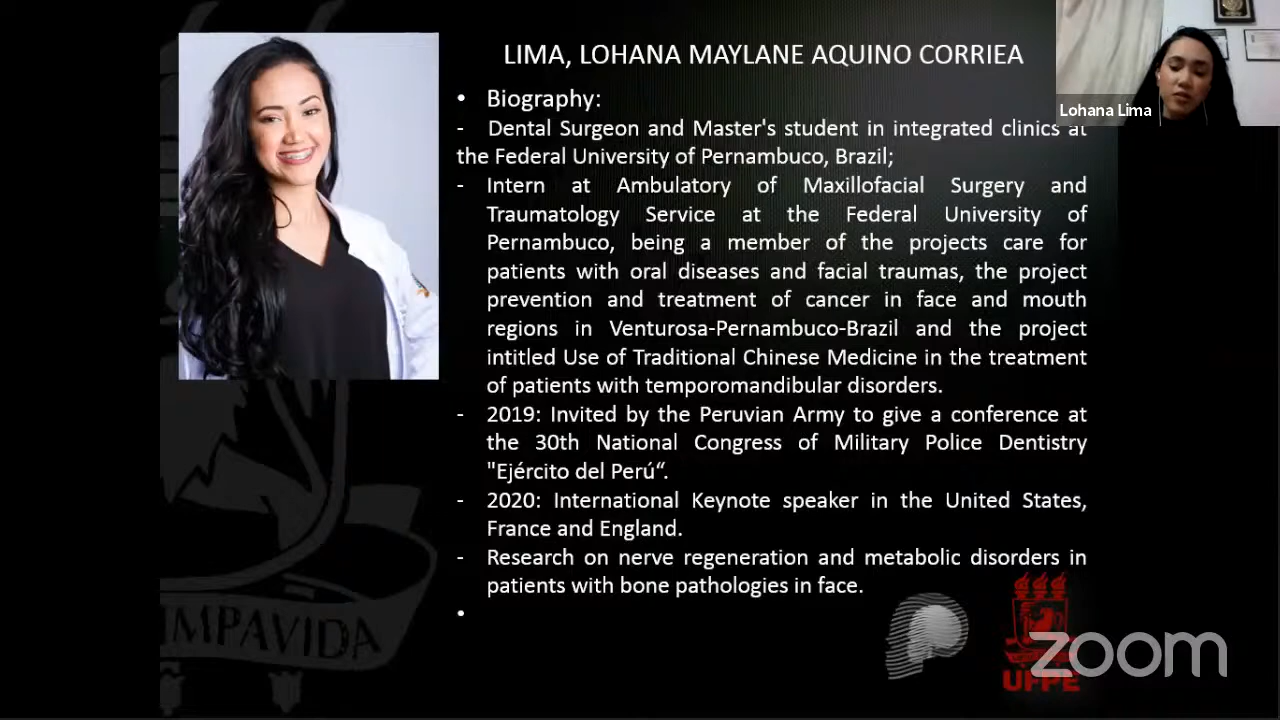 LIMA, LOHANA MAYLANE AQUINO CORRIEA
Lohana Lima
• Biography:
- Dental Surgeon and Master's student in integrated clinics at
the Federal University of Pernambuco, Brazil;
- Intern at Ambulatory of Maxillofacial Surgery and
Traumatology Service at the Federal University of
Pernambuco, being a member of the projects care for
patients with oral diseases and facial traumas, the project
prevention and treatment of cancer in face and mouth
regions in Venturosa-Pernambuco-Brazil and the project
intitled Use of Traditional Chinese Medicine in the treatment
of patients with temporomandibular disorders.
- 2019: Invited by the Peruvian Army to give a conference at
the 30th National Congress of Military Police Dentistry
"Ejército del Perú“.
- 2020: International Keynote speaker in the United States,
France and England.
- Research on nerve regeneration and metabolic disorders in
patients with bone pathologies in face.
•
IMPAVIDA
zoom
UFPE